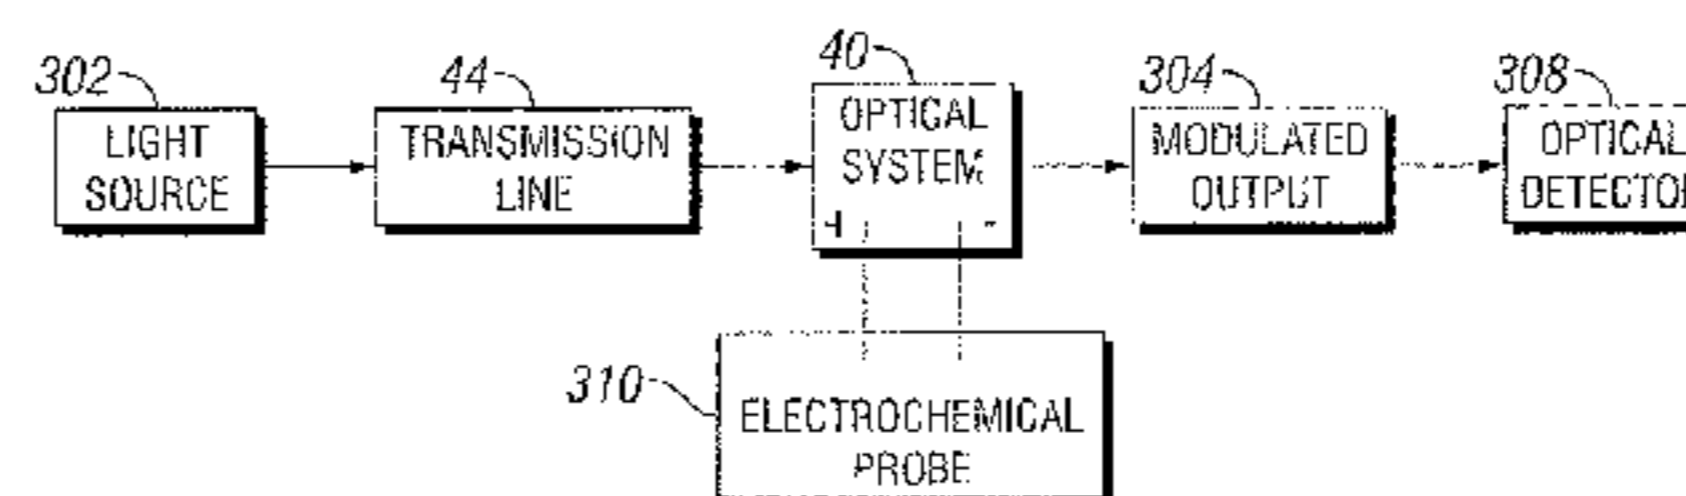 302
44
40
304
308
LIGHT
SOURCE
TRANSMISSION
LINE
OPTICAL
SYSTEM
+ -
MODULATED
OUTPUT
OPTICAL
310
ELECTROCHEMICAL
PROBE